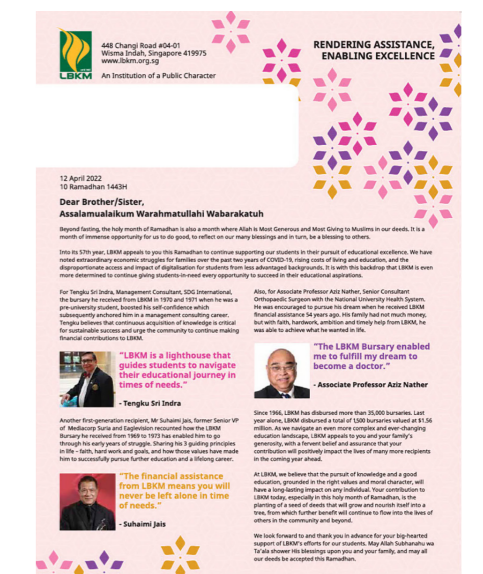 LBKM
448 Changi Road #04-01
Wisma Indah, Singapore 419975
www.lbkm.org.sg
An Institution of a Public Character
RENDERING ASSISTANCE,
ENABLING EXCELLENCE
12 April 2022
10 Ramadhan 1443H
Dear Brother/Sister,
Assalamualaikum Warahmatullahi Wabarakatuh
Beyond fasting, the holy month of Ramadhan is also a month where Allah is Most Generous and Most Giving to Muslims in our deeds. It is a
month of immense opportunity for us to do good, to reflect on our many blessings and in turn, be a blessing to others.
Into its 57th year, LBKM appeals to you this Ramadhan to continue supporting our students in their pursuit of educational excellence. We have
noted extraordinary economic struggles for families over the past two years of COVID-19, rising costs of living and education, and the
disproportionate access and impact of digitalisation for students from less advantaged backgrounds. It is with this backdrop that LBKM is even
more determined to continue giving students-in-need every opportunity to succeed in their educational aspirations.
For Tengku Sri Indra, Management Consultant, SDG International,
the bursary he received from LBKM in 1970 and 1971 when he was a
pre-university student, boosted his self-confidence which
subsequently anchored him in a management consulting career.
Tengku believes that continuous acquisition of knowledge is critical
for sustainable success and urge the community to continue making
financial contributions to LBKM.
"LBKM is a lighthouse that
guides students to navigate
their educational journey in
times of needs."
- Tengku Sri Indra
Another first-generation recipient, Mr Suhaimi Jais, former Senior VP
of Mediacorp Suria and Eaglevision recounted how the LBKM
Bursary he received from 1969 to 1973 has enabled him to go
through his early years of struggle. Sharing his 3 guiding principles
in life – faith, hard work and goals, and how those values have made
him to successfully pursue further education and a lifelong career.
"The financial assistance
from LBKM means you will
never be left alone in time
of needs."
- Suhaimi Jais
Also, for Associate Professor Aziz Nather, Senior Consultant
Orthopaedic Surgeon with the National University Health System,
He was encouraged to pursue his dream when he received LBKM
financial assistance 54 years ago. His family had not much money,
but with faith, hardwork, ambition and timely help from LBKM, he
was able to achieve what he wanted in life.
"The LBKM Bursary enabled
me to fulfill my dream to
become a doctor."
- Associate Professor Aziz Nather
Since 1966, LBKM has disbursed more than 35,000 bursaries. Last
year alone, LBKM disbursed a total of 1,500 bursaries valued at $1.56
million. As we navigate an even more complex and ever-changing
education landscape, LBKM appeals to you and your family's
generosity, with a fervent belief and assurance that your
contribution will positively impact the lives of many more recipients
in the coming year ahead.
At LBKM, we believe that the pursuit of knowledge and a good
education, grounded in the right values and moral character, will
have a long-lasting impact on any individual. Your contribution to
LBKM today, especially in this holy month of Ramadhan, is the
planting of a seed of deeds that will grow and nourish itself into a
tree, from which further benefit will continue to flow into the lives of
others in the community and beyond.
We look forward to and thank you in advance for your big-hearted
support of LBKM's efforts for our students. May Allah Subhanahu wa
Ta'ala shower His blessings upon you and your family, and may all
our deeds be accepted this Ramadhan.